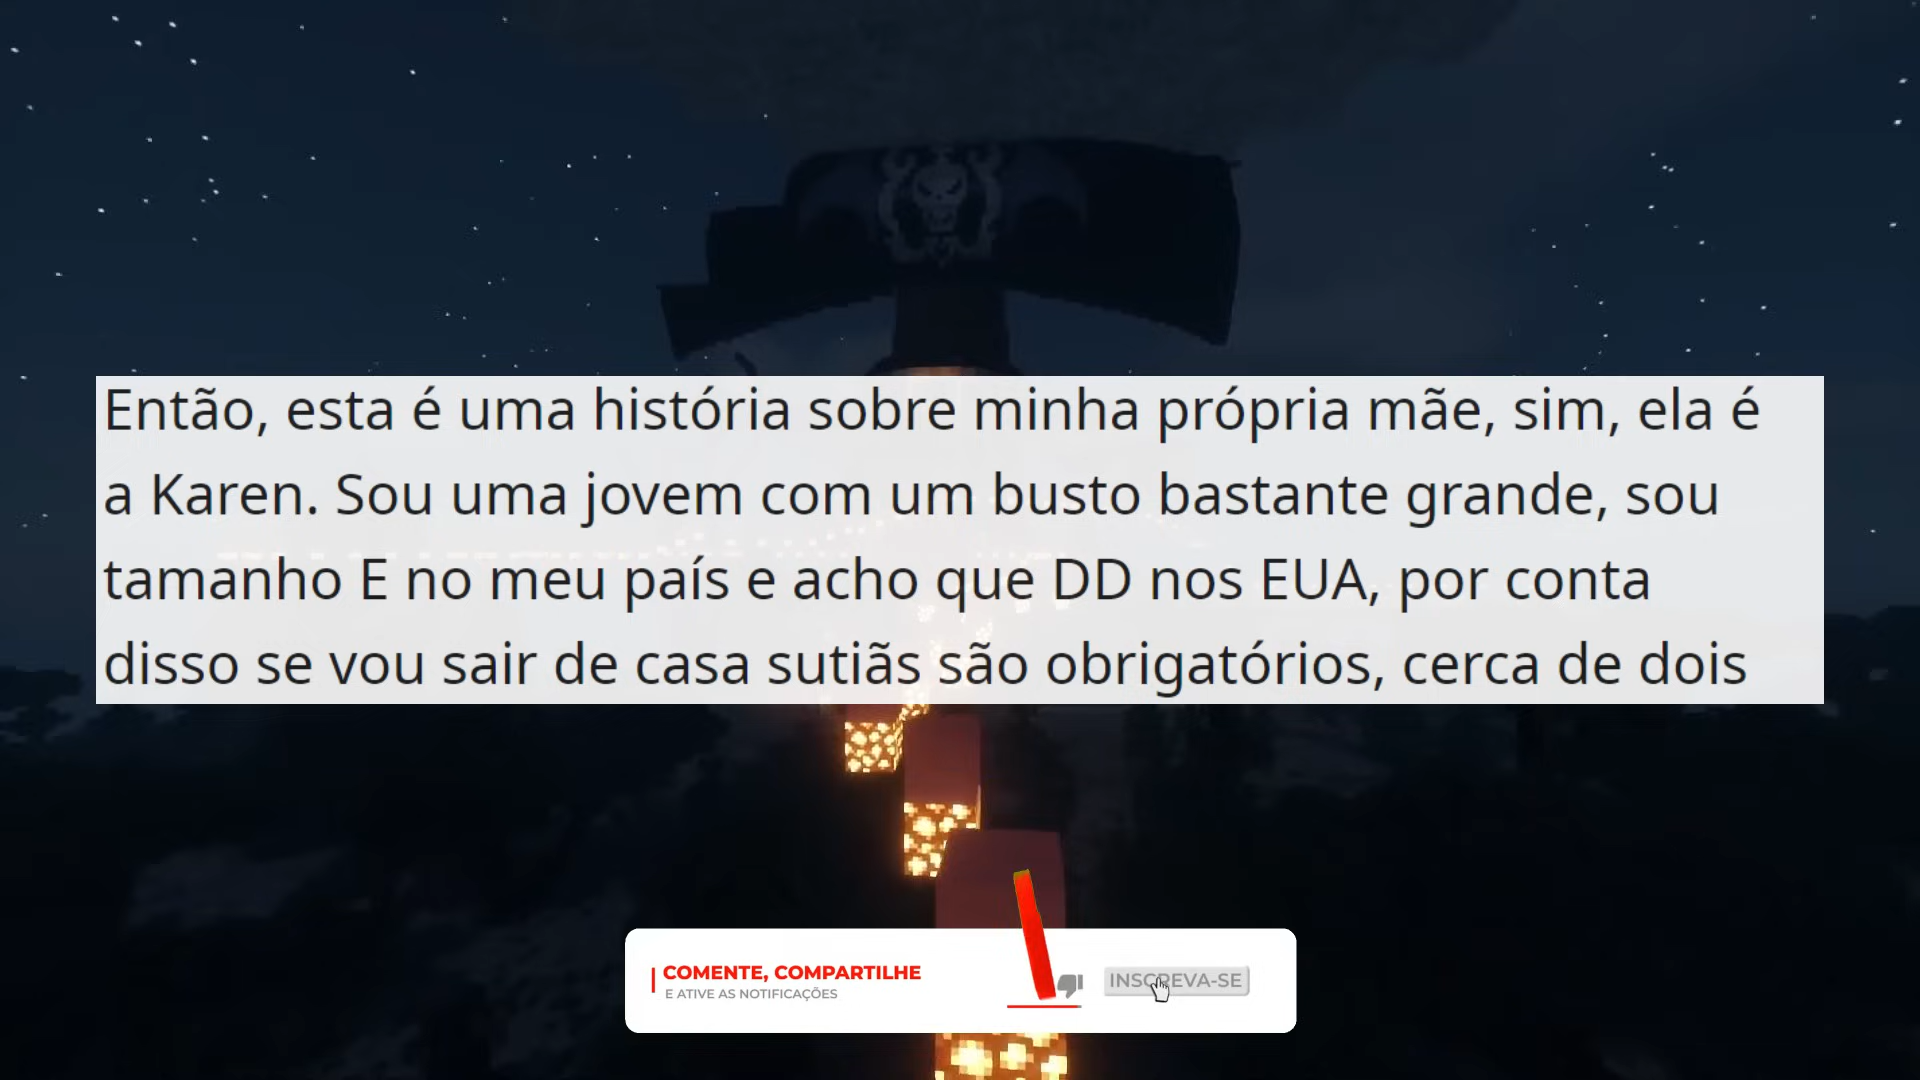 Então, esta é uma história sobre minha própria mãe, sim, ela é
a Karen. Sou uma jovem com um busto bastante grande, sou
tamanho E no meu país e acho que DD nos EUA, por conta
disso se vou sair de casa sutiãs são obrigatórios, cerca de dois
COMENTE, COMPARTILHE
E ATIVE AS NOTIFICAÇÕES
INSCREVA-SE